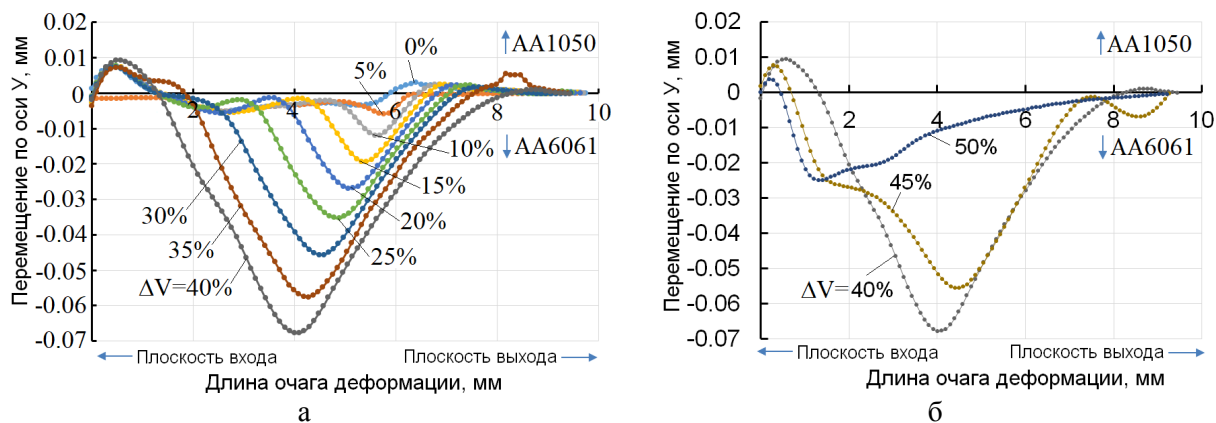 Перемещение по оси У, мм
0.02
0.01
0
-0.01
-0.02
-0.03
-0.04
-0.05
-0.06
-0.07
2
4
6
8
10
0%
5%
10%
15%
20%
25%
30%
35%
ΔV=40%
AA1050
AA6061
Плоскость входа
Плоскость выхода
Длина очага деформации, мм
а
Перемещение по оси У, мм
0.02
0.01
0
-0.01
-0.02
-0.03
-0.04
-0.05
-0.06
-0.07
2
4
6
8
10
AA1050
AA6061
50%
45%
ΔV=40%
Плоскость входа
Плоскость выхода
Длина очага деформации, мм
б